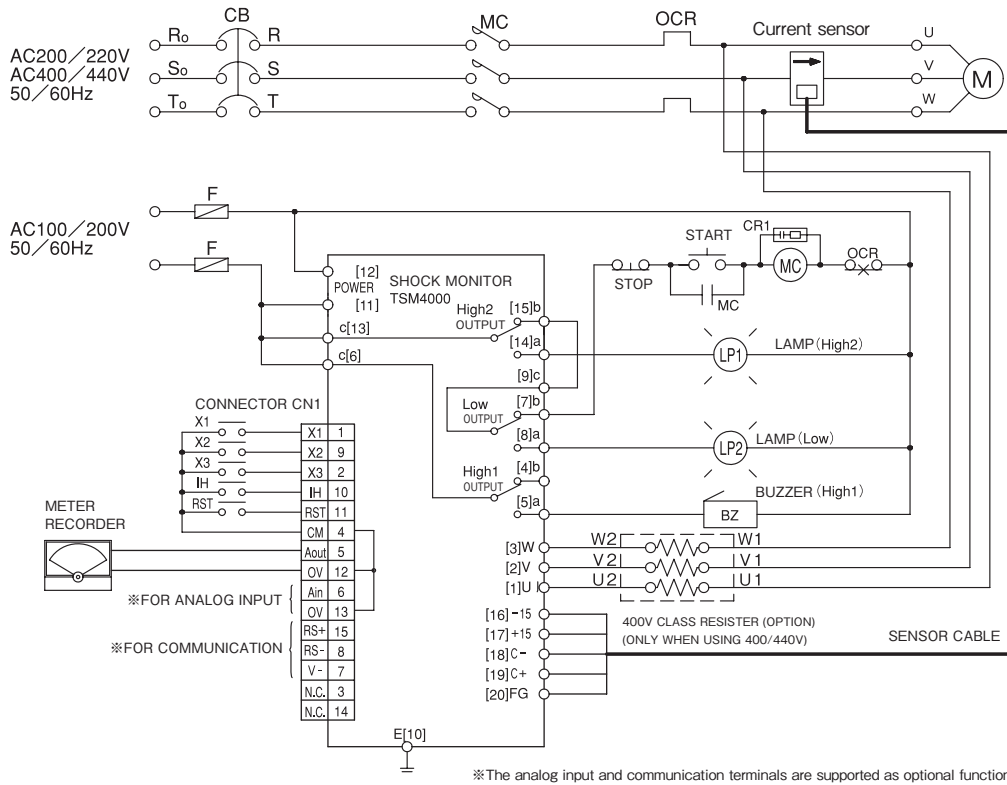 CB
MC
OCR
Current sensor
AC200/220V
AC400/440V
50/60Hz
R0
R
S0
S
T0
T
U
V
W
M
F
AC100/200V
50/60Hz
F
[12]
POWER
[11]
SHOCK MONITOR
TSM4000
c[13]
c[6]
High2
OUTPUT
[15]b
[14]a
[9]c
Low
OUTPUT
[7]b
[8]a
High1
OUTPUT
[4]b
[5]a
START
STOP
CR1
MC
MC
OCR
LP1
LAMP(High2)
LP2
LAMP(Low)
BZ
BUZZER(High1)
CONNECTOR CN1
X1
X2
X3
IH
RST
X1 1
X2 9
X3 2
IH 10
RST 11
CM 4
Aout 5
OV 12
Ain 6
OV 13
RS+ 15
RS- 8
V- 7
N.C. 3
N.C. 14
METER
RECORDER
※FOR ANALOG INPUT
※FOR COMMUNICATION
[3]W W2 W1
[2]V V2 V1
[1]U U2 U1
[16]-15
[17]+15
[18]C-
[19]C+
[20]FG
400V CLASS RESISTER (OPTION)
(ONLY WHEN USING 400/440V)
SENSOR CABLE
E[10]
※The analog input and communication terminals are supported as optional function